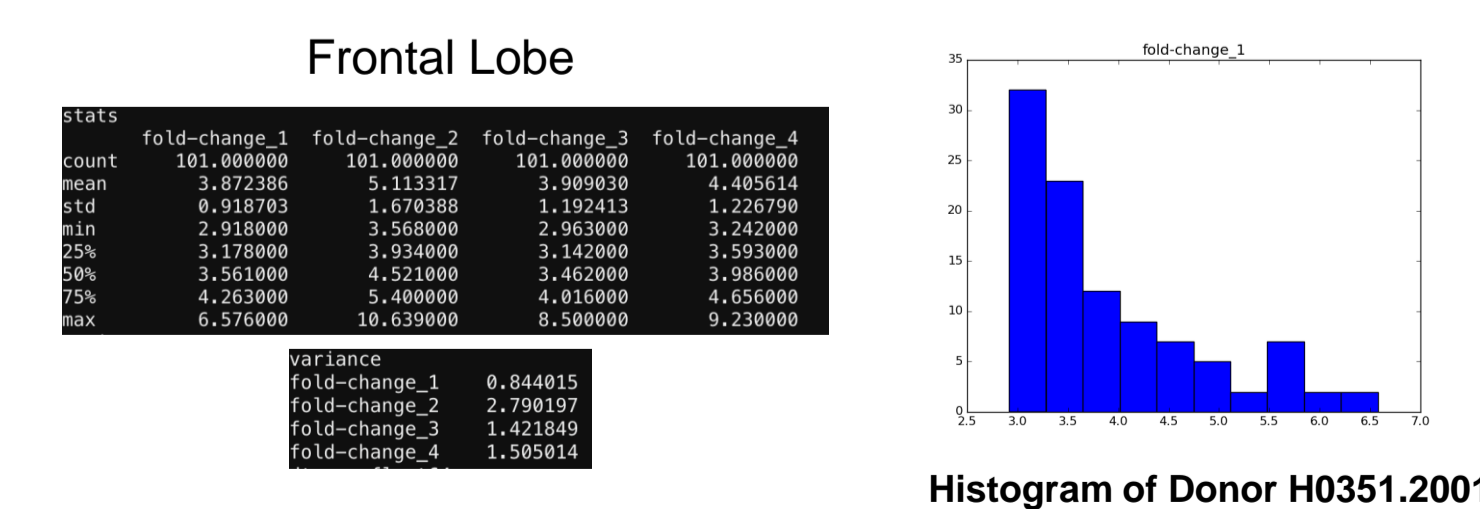 Frontal Lobe
stats
fold-change_1 fold-change_2 fold-change_3 fold-change_4
count 101.000000 101.000000 101.000000 101.000000
mean 3.872386 5.113317 3.909030 4.405614
std 0.918703 1.670388 1.192413 1.226790
min 2.918000 3.568000 2.963000 3.242000
25% 3.178000 3.934000 3.142000 3.593000
50% 3.561000 4.521000 3.462000 3.986000
75% 4.263000 5.400000 4.016000 4.656000
max 6.576000 10.639000 8.500000 9.230000
variance
fold-change_1 0.844015
fold-change_2 2.790197
fold-change_3 1.421849
fold-change_4 1.505014
fold-change_1
35
30
25
20
15
10
5
0
2.5 3.0 3.5 4.0 4.5 5.0 5.5 6.0 6.5 7.0
Histogram of Donor H0351.2001